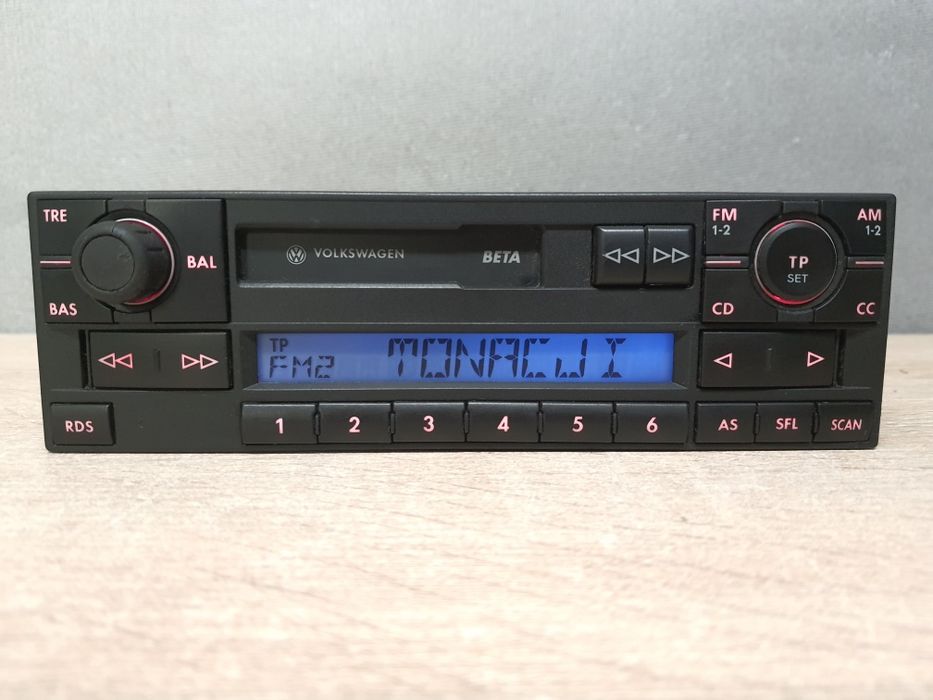 TRE
BAL
BAS
VOLKSWAGEN BETA
FM
1-2
AM
1-2
TP
SET
CD
CC
TP
FM2 TONACJI
RDS
1 2 3 4 5 6
AS SFL SCAN